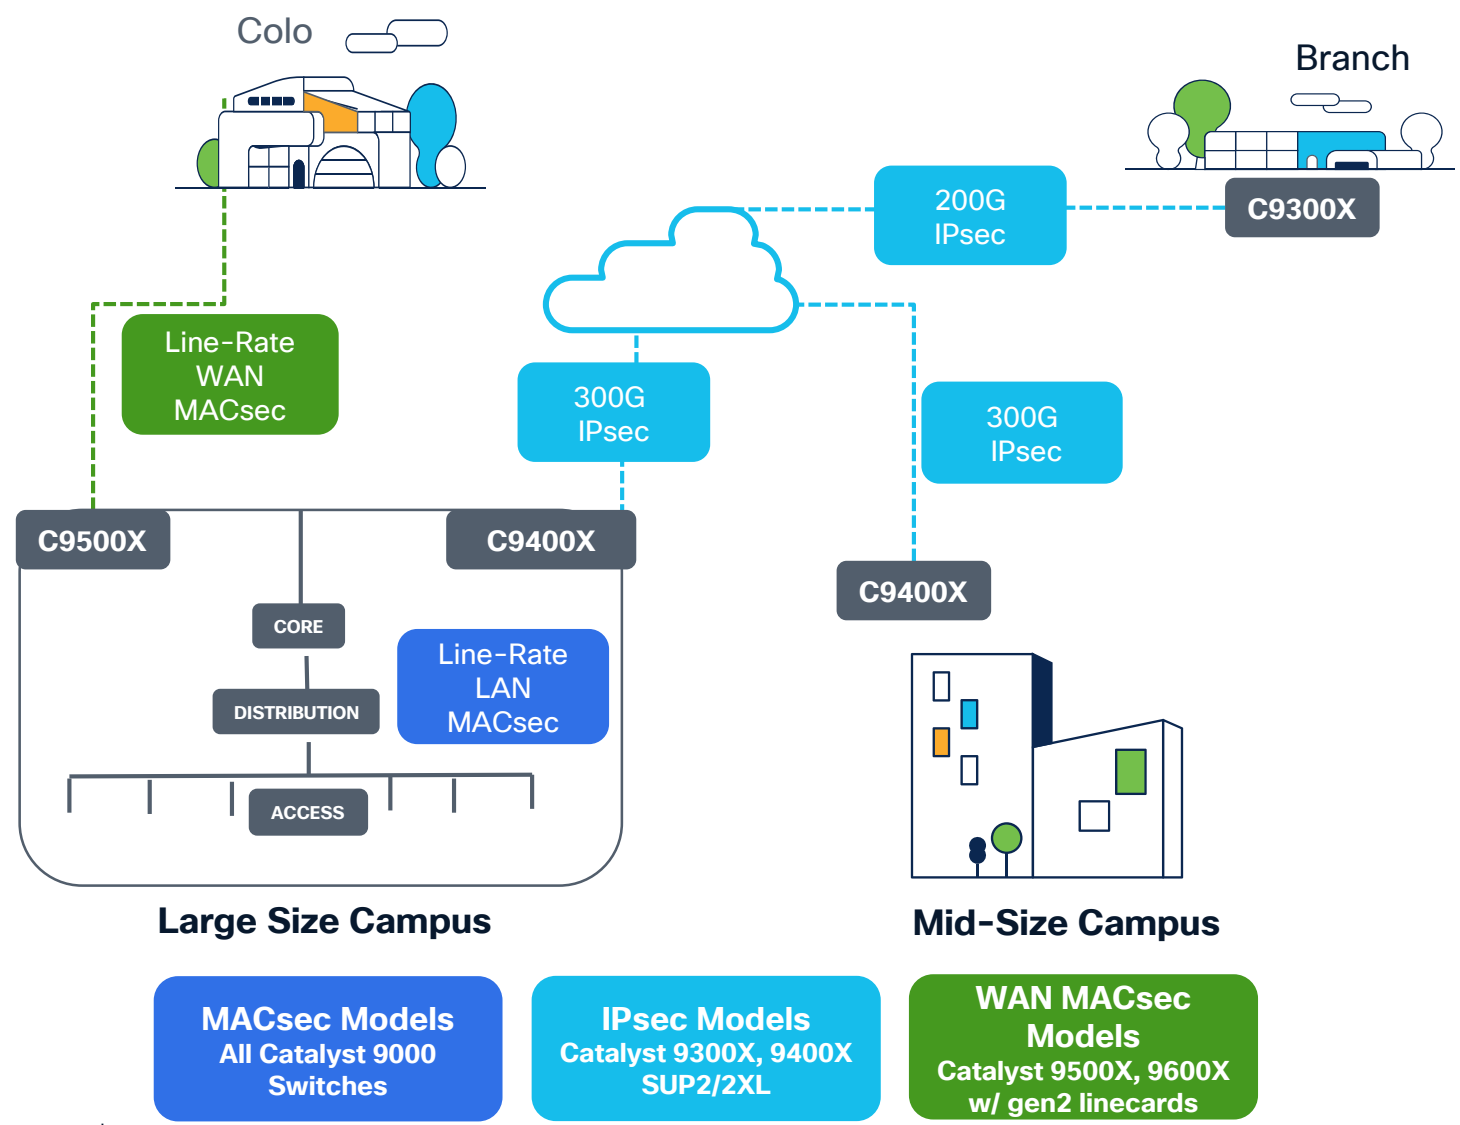 Colo
Branch
200G
IPsec
C9300X
Line-Rate
WAN
MACsec
300G
IPsec
300G
IPsec
C9500X
C9400X
C9400X
CORE
Line-Rate
LAN
MACsec
DISTRIBUTION
ACCESS
Large Size Campus
Mid-Size Campus
MACsec Models
All Catalyst 9000
Switches
IPsec Models
Catalyst 9300X, 9400X
SUP2/2XL
WAN MACsec
Models
Catalyst 9500X, 9600X
w/ gen2 linecards